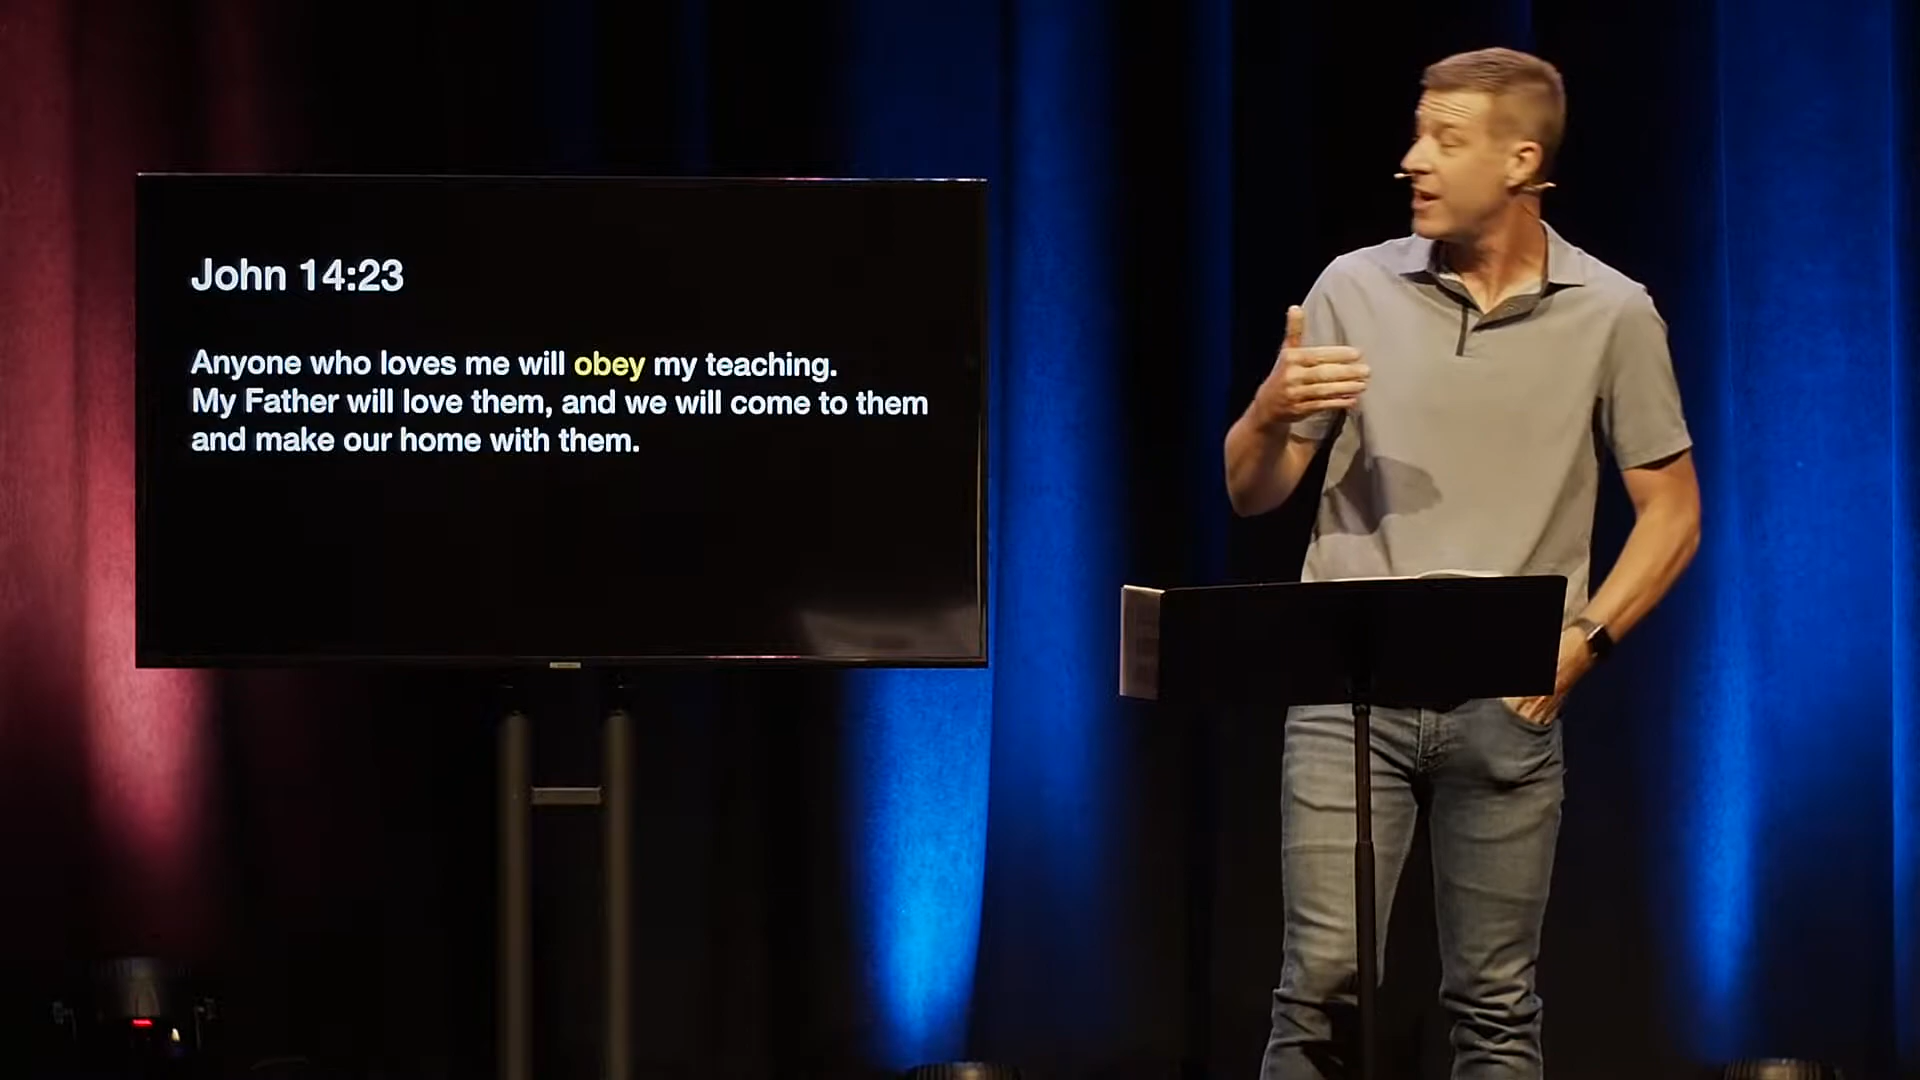 John 14:23
Anyone who loves me will obey my teaching.
My Father will love them, and we will come to them
and make our home with them.